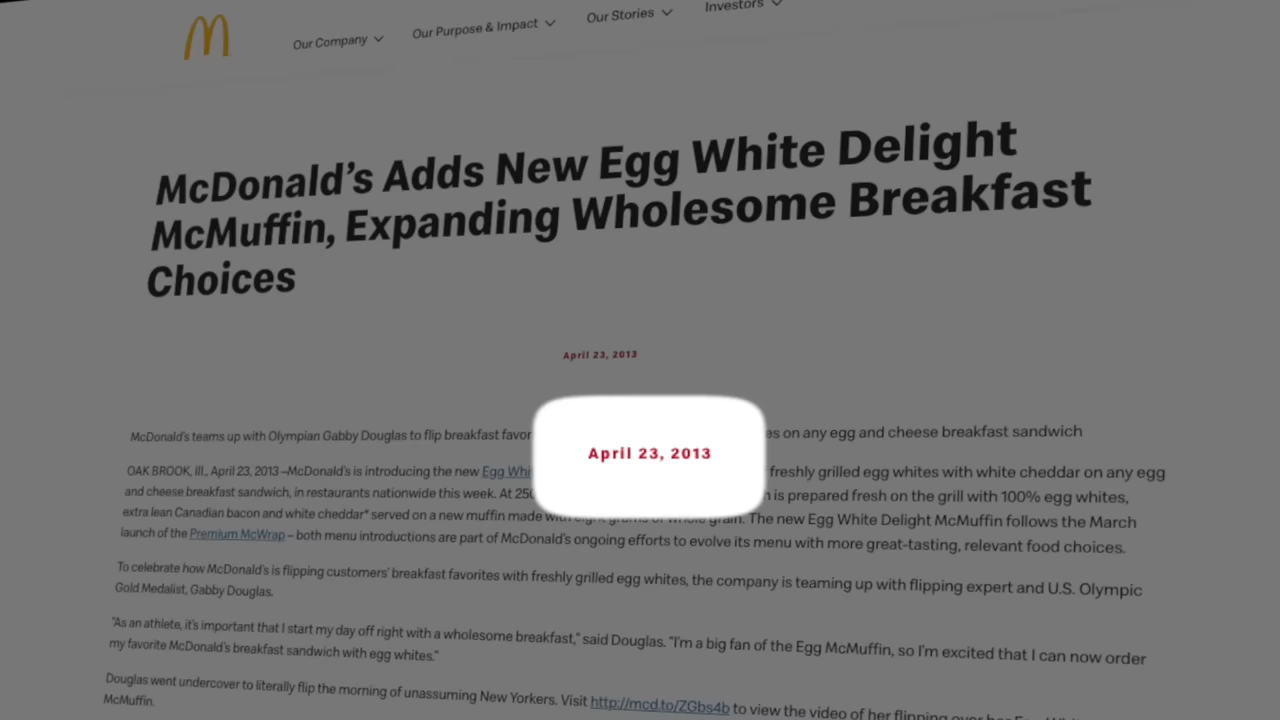 Our Company
Our Purpose & Impact
Our Stories
Investors
McDonald's Adds New Egg White Delight
McMuffin, Expanding Wholesome Breakfast
Choices
April 23, 2013
McDonald's teams up with Olympian Gabby Douglas to flip breakfast on any egg and cheese breakfast sandwich
April 23, 2013
OAK BROOK, Ill., April 23, 2013 –McDonald's is introducing the new Egg freshly grilled egg whites with white cheddar on any egg
and cheese breakfast sandwich, in restaurants nationwide this week. At is prepared fresh on the grill with 100% egg whites,
extra lean Canadian bacon and white cheddar* served on a new muffin made with eight grams of whole grain. The new Egg White Delight McMuffin follows the March
launch of the Premium McWrap – both menu introductions are part of McDonald's ongoing efforts to evolve its menu with more great-tasting, relevant food choices.
To celebrate how McDonald's is flipping customers' breakfast favorites with freshly grilled egg whites, the company is teaming up with flipping expert and U.S. Olympic
Gold Medalist, Gabby Douglas.
"As an athlete, it's important that I start my day off right with a wholesome breakfast," said Douglas. "I'm a big fan of the Egg McMuffin, so I'm excited that I can now order
my favorite McDonald's breakfast sandwich with egg whites."
Douglas went undercover to literally flip the morning of unassuming New Yorkers. Visit http://mcd.to/ZGbs4b to view the video of her flipping over her
McMuffin.